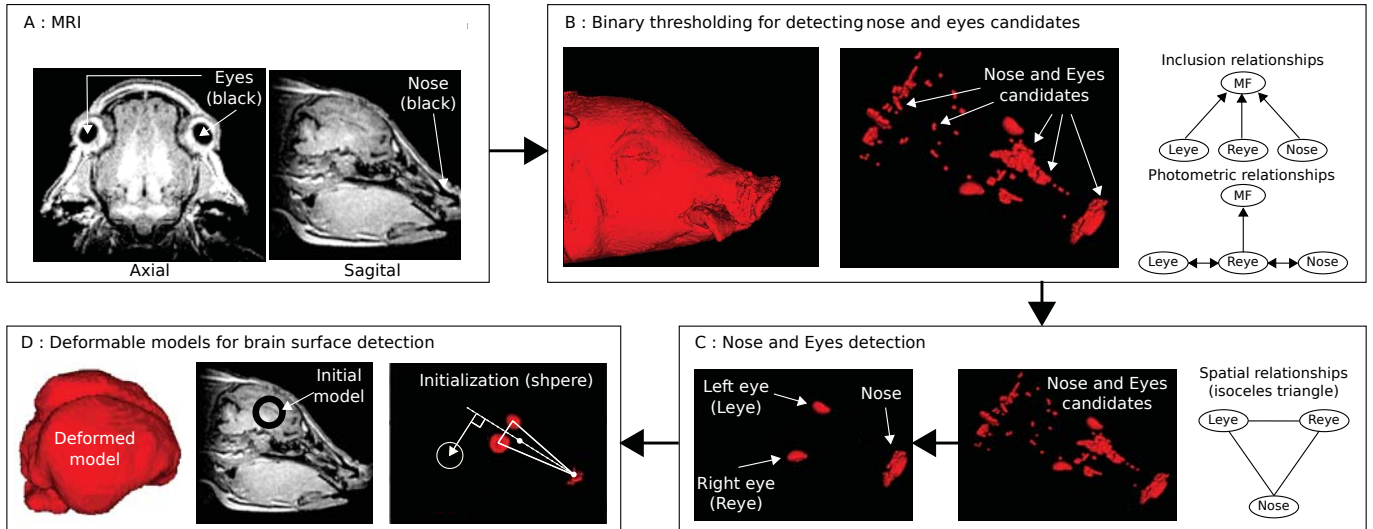 A : MRI
Eyes
(black)
Nose
(black)
Axial
Sagital
B : Binary thresholding for detecting nose and eyes candidates
Nose and Eyes
candidates
Inclusion relationships
MF
Leye
Reye
Nose
Photometric relationships
MF
Leye
Reye
Nose
D : Deformable models for brain surface detection
Deformed
model
Initial
model
Initialization (shpere)
C : Nose and Eyes detection
Left eye
(Leye)
Nose
Right eye
(Reye)
Nose and Eyes
candidates
Spatial relationships
(isoceles triangle)
Leye
Reye
Nose